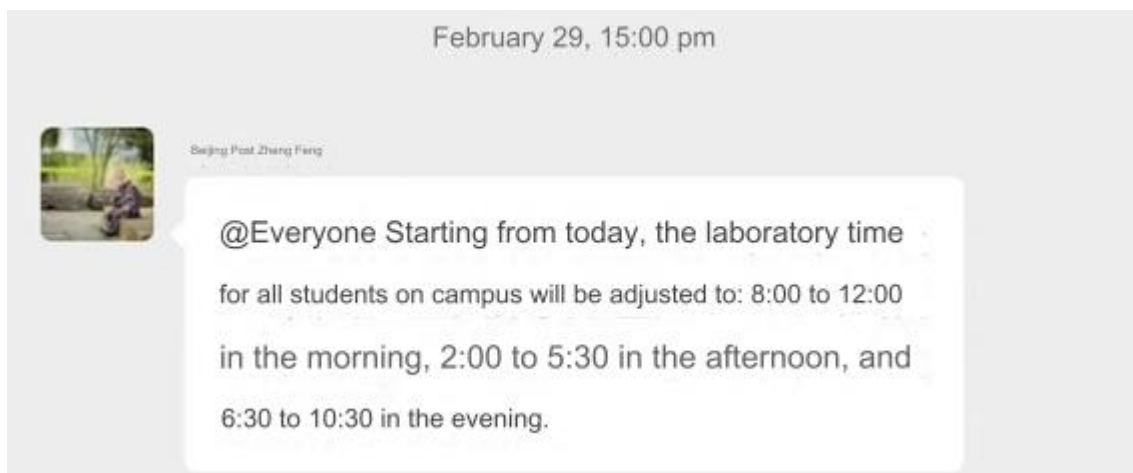 February 29, 15:00 pm
Beijing Post Zheng Feng
@Everyone Starting from today, the laboratory time
for all students on campus will be adjusted to: 8:00 to 12:00
in the morning, 2:00 to 5:30 in the afternoon, and
6:30 to 10:30 in the evening.